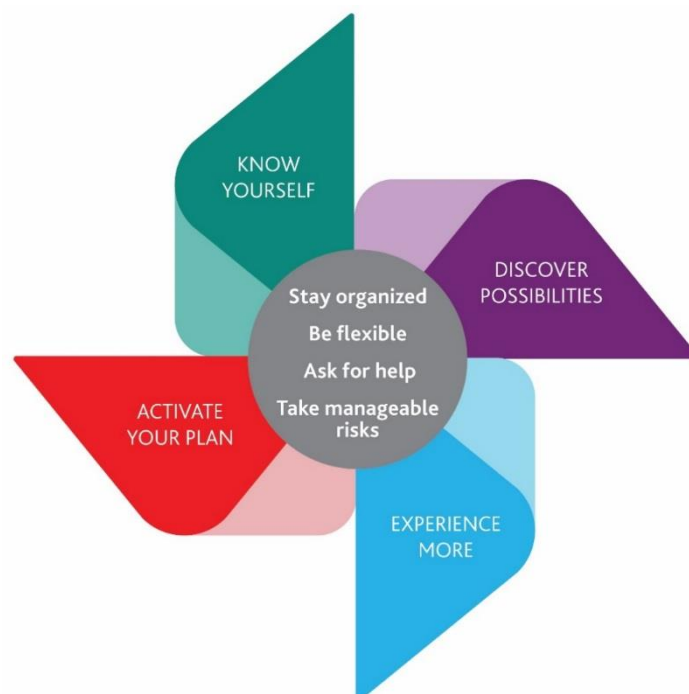 KNOW
YOURSELF
DISCOVER
POSSIBILITIES
Stay organized
Be flexible
Ask for help
Take manageable
risks
ACTIVATE
YOUR PLAN
EXPERIENCE
MORE